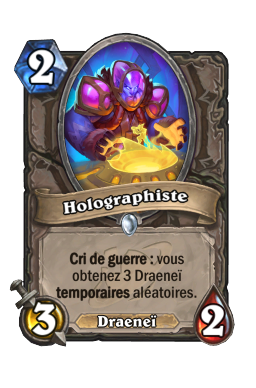 2
Holographiste
Cri de guerre : vous
obtenez 3 Draeneï
temporaires aléatoires.
3
Draeneï
2